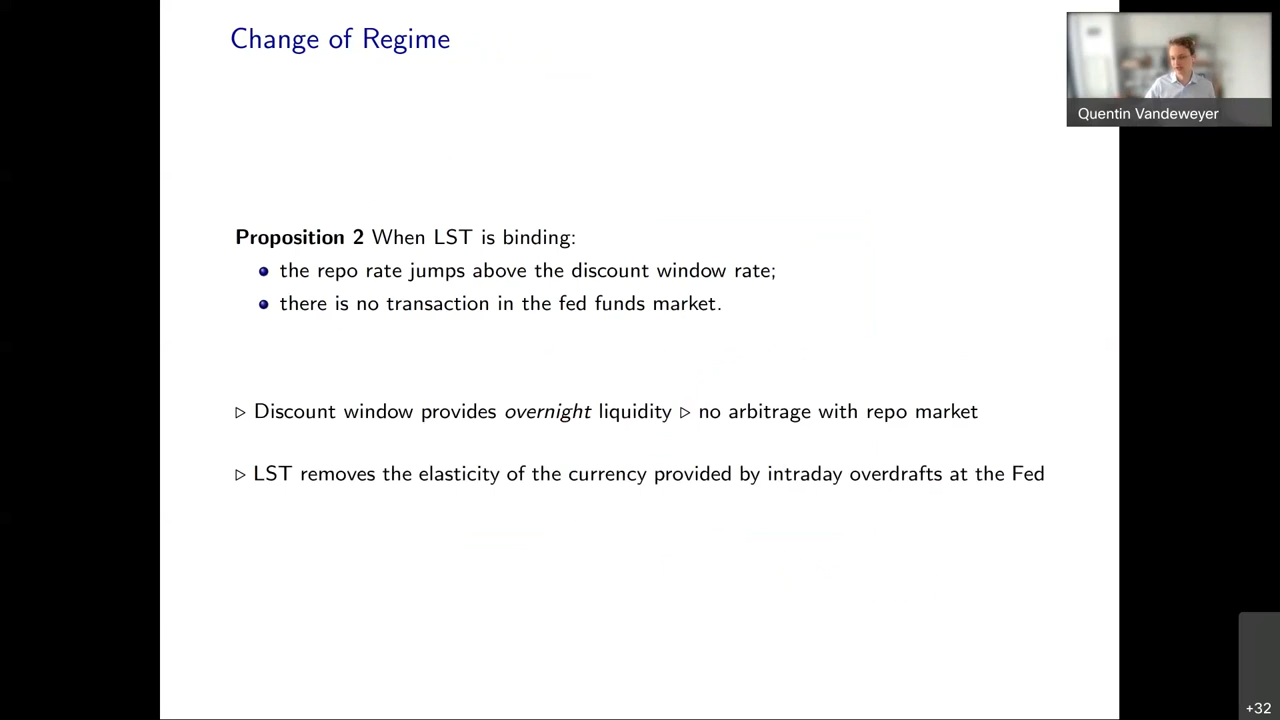 Change of Regime
Quentin Vandeweyer
Proposition 2 When LST is binding:
the repo rate jumps above the discount window rate;
there is no transaction in the fed funds market.
▷ Discount window provides overnight liquidity ▷ no arbitrage with repo market
▷ LST removes the elasticity of the currency provided by intraday overdrafts at the Fed
+32